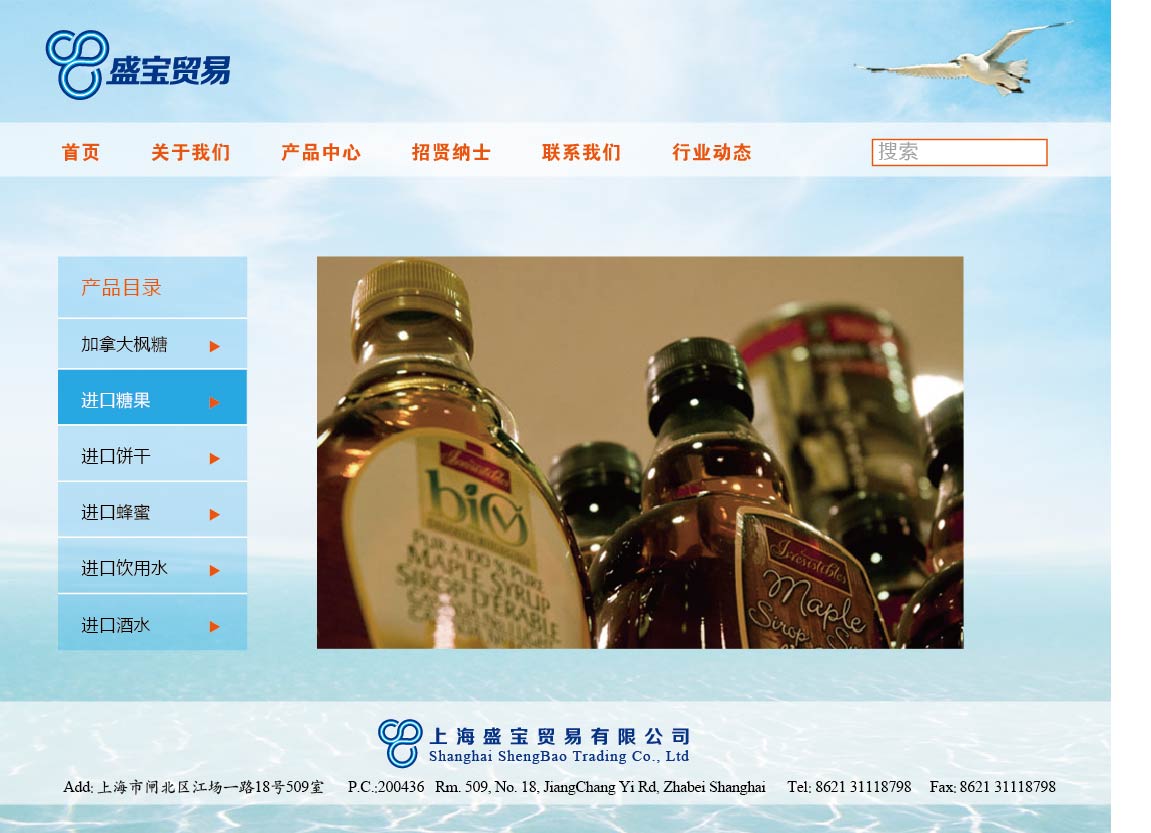 盛宝贸易
首页 关于我们 产品中心 招贤纳士 联系我们 行业动态 搜索
产品目录
加拿大枫糖
进口糖果
进口饼干
进口蜂蜜
进口饮用水
进口酒水
Irresistibles
bio
PUR A 100 % PURE
MAPLE SYRUP
SIROP D'ÉRABLE
Irresistibles
Maple
Sirop
上海盛宝贸易有限公司
Shanghai ShengBao Trading Co., Ltd
Add: 上海市闸北区江场一路18号509室 P.C.:200436 Rm. 509, No. 18, JiangChang Yi Rd, Zhabei Shanghai Tel: 8621 31118798 Fax: 8621 31118798